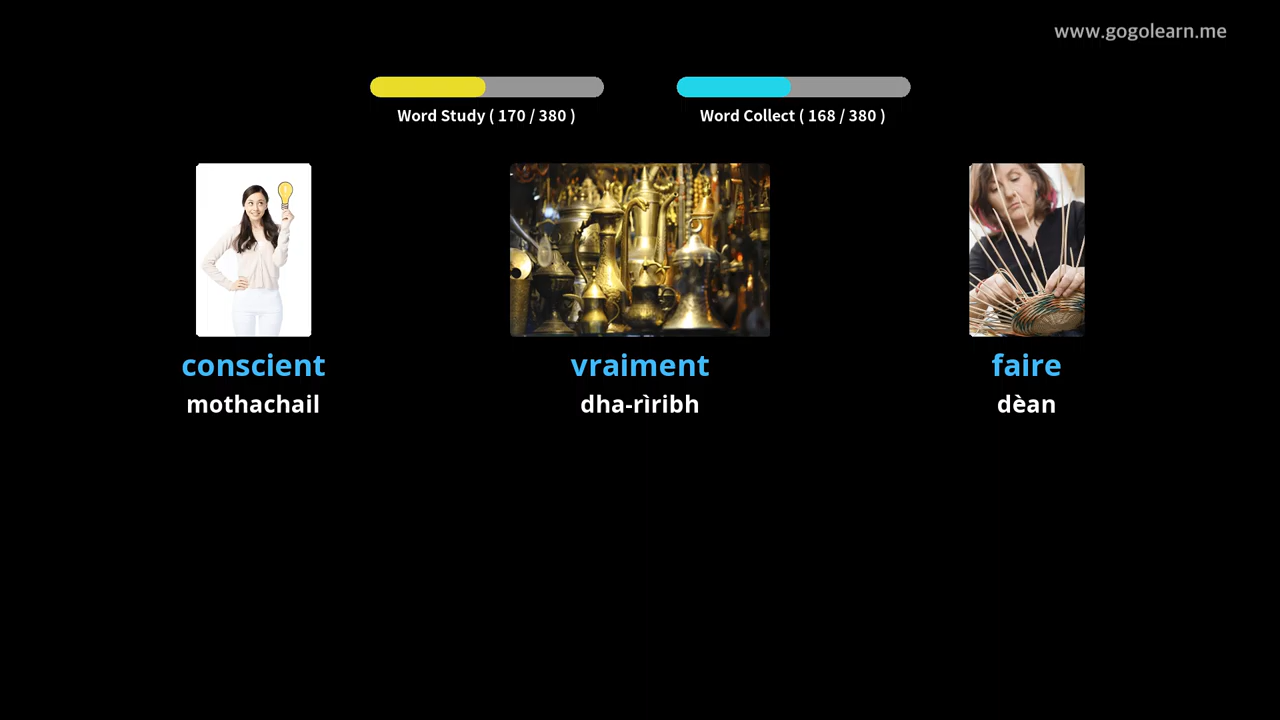 www.gogolearn.me
Word Study ( 170 / 380 )
Word Collect ( 168 / 380 )
conscient
mothachail
vraiment
dha-rìribh
faire
dèan